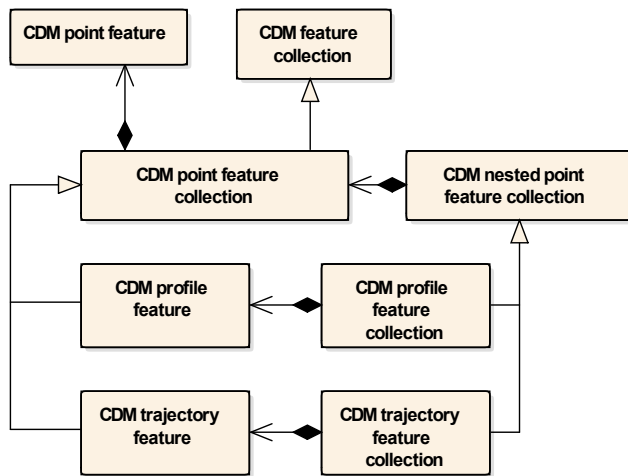 CDM point feature
CDM feature
collection
CDM point feature
collection
CDM nested point
feature collection
CDM profile
feature
CDM profile
feature
collection
CDM trajectory
feature
CDM trajectory
feature
collection